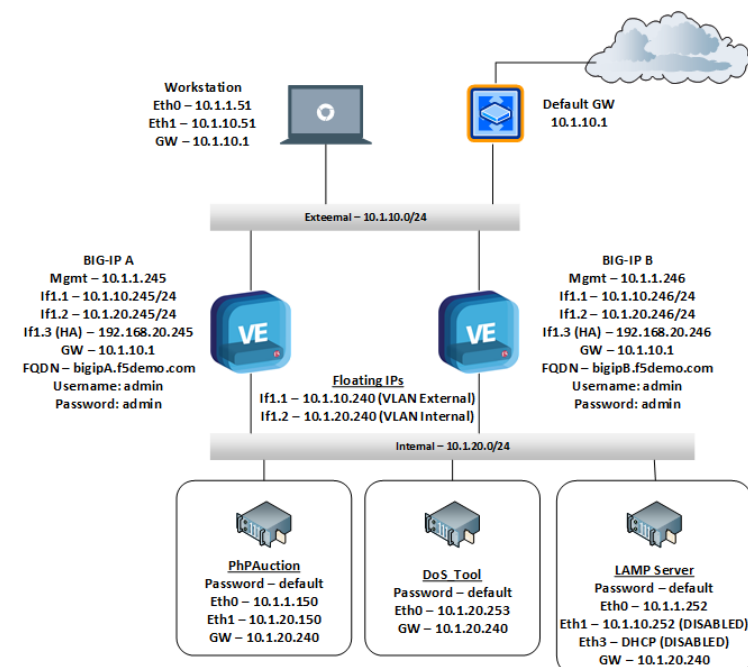 Workstation
Eth0 – 10.1.1.51
Eth1 – 10.1.10.51
GW – 10.1.10.1
Default GW
10.1.10.1
Exteemal – 10.1.10.0/24
BIG-IP A
Mgmt – 10.1.1.245
If1.1 – 10.1.10.245/24
If1.2 – 10.1.20.245/24
If1.3 (HA) – 192.168.20.245
GW – 10.1.10.1
FQDN – bigipA.f5demo.com
Username: admin
Password: admin
VE
VE
BIG-IP B
Mgmt – 10.1.1.246
If1.1 – 10.1.10.246/24
If1.2 – 10.1.20.246/24
If1.3 (HA) – 192.168.20.246
GW – 10.1.10.1
FQDN – bigipB.f5demo.com
Username: admin
Password: admin
Floating IPs
If1.1 – 10.1.10.240 (VLAN External)
If1.2 – 10.1.20.240 (VLAN Internal)
Internal – 10.1.20.0/24
PhPAuction
Password – default
Eth0 – 10.1.1.150
Eth1 – 10.1.20.150
GW – 10.1.20.240
DoS_Tool
Password – default
Eth0 – 10.1.20.253
GW – 10.1.20.240
LAMP Server
Password – default
Eth0 – 10.1.1.252
Eth1 – 10.1.10.252 (DISABLED)
Eth3 – DHCP (DISABLED)
GW – 10.1.20.240